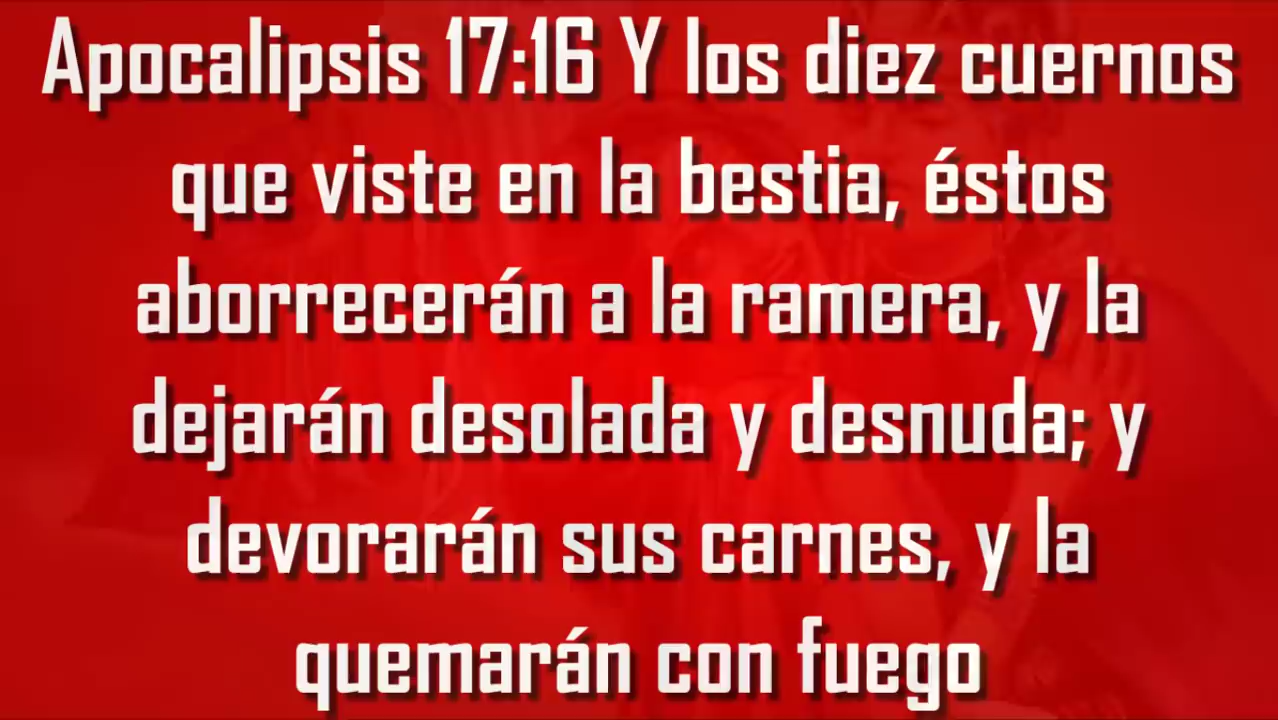 Apocalipsis 17:16 Y los diez cuernos
que viste en la bestia, éstos
aborrecerán a la ramera, y la
dejarán desolada y desnuda; y
devorarán sus carnes, y la
quemarán con fuego